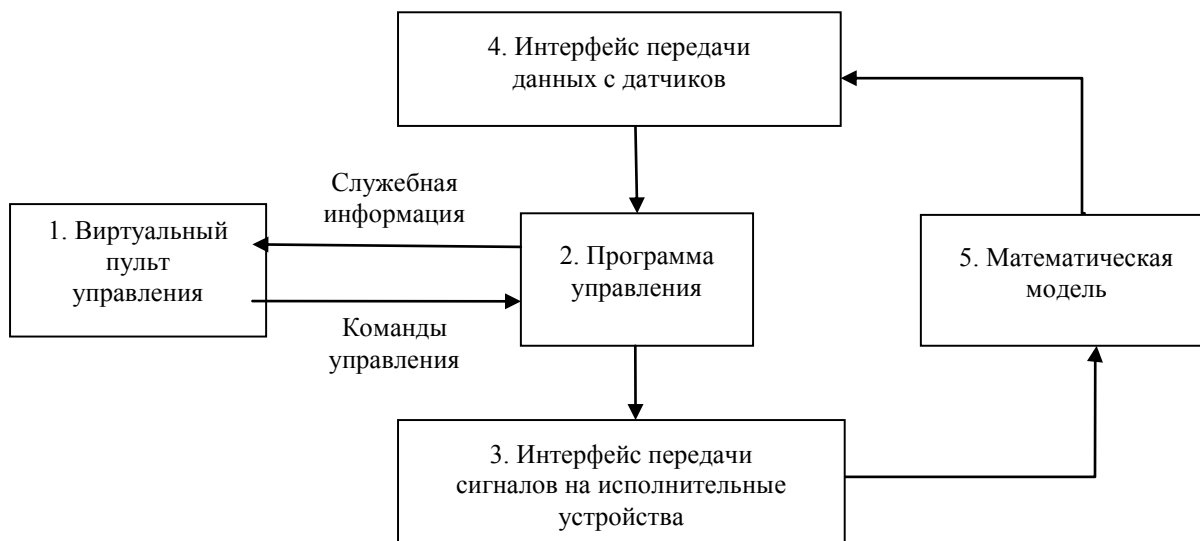 4. Интерфейс передачи
данных с датчиков
Служебная
информация
1. Виртуальный
пульт
управления
2. Программа
управления
5. Математическая
модель
Команды
управления
3. Интерфейс передачи
сигналов на исполнительные
устройства